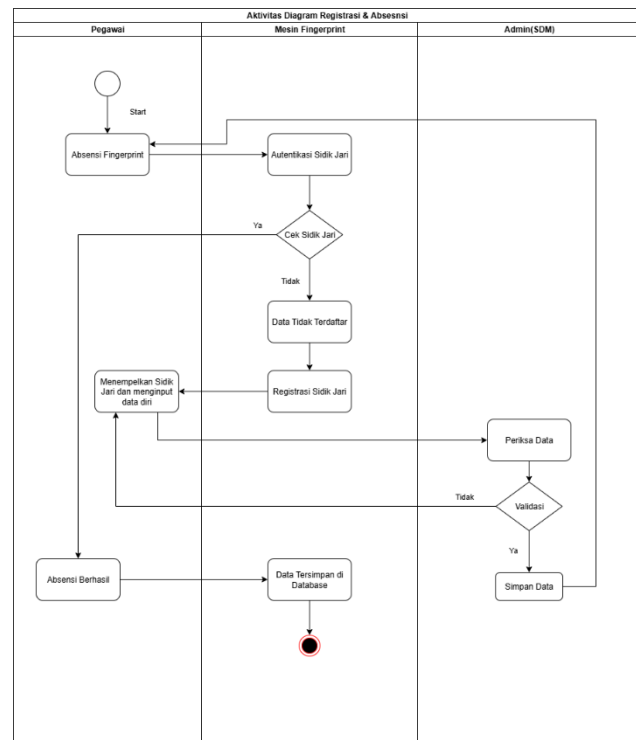 Aktivitas Diagram Registrasi & Absesnsi
Pegawai
Mesin Fingerprint
Admin(SDM)
Start
Absensi Fingerprint
Autentikasi Sidik Jari
Ya
Cek Sidik Jari
Tidak
Data Tidak Terdaftar
Menempelkan Sidik
Jari dan menginput
data diri
Registrasi Sidik Jari
Periksa Data
Tidak
Validasi
Ya
Absensi Berhasil
Data Tersimpan di
Database
Simpan Data